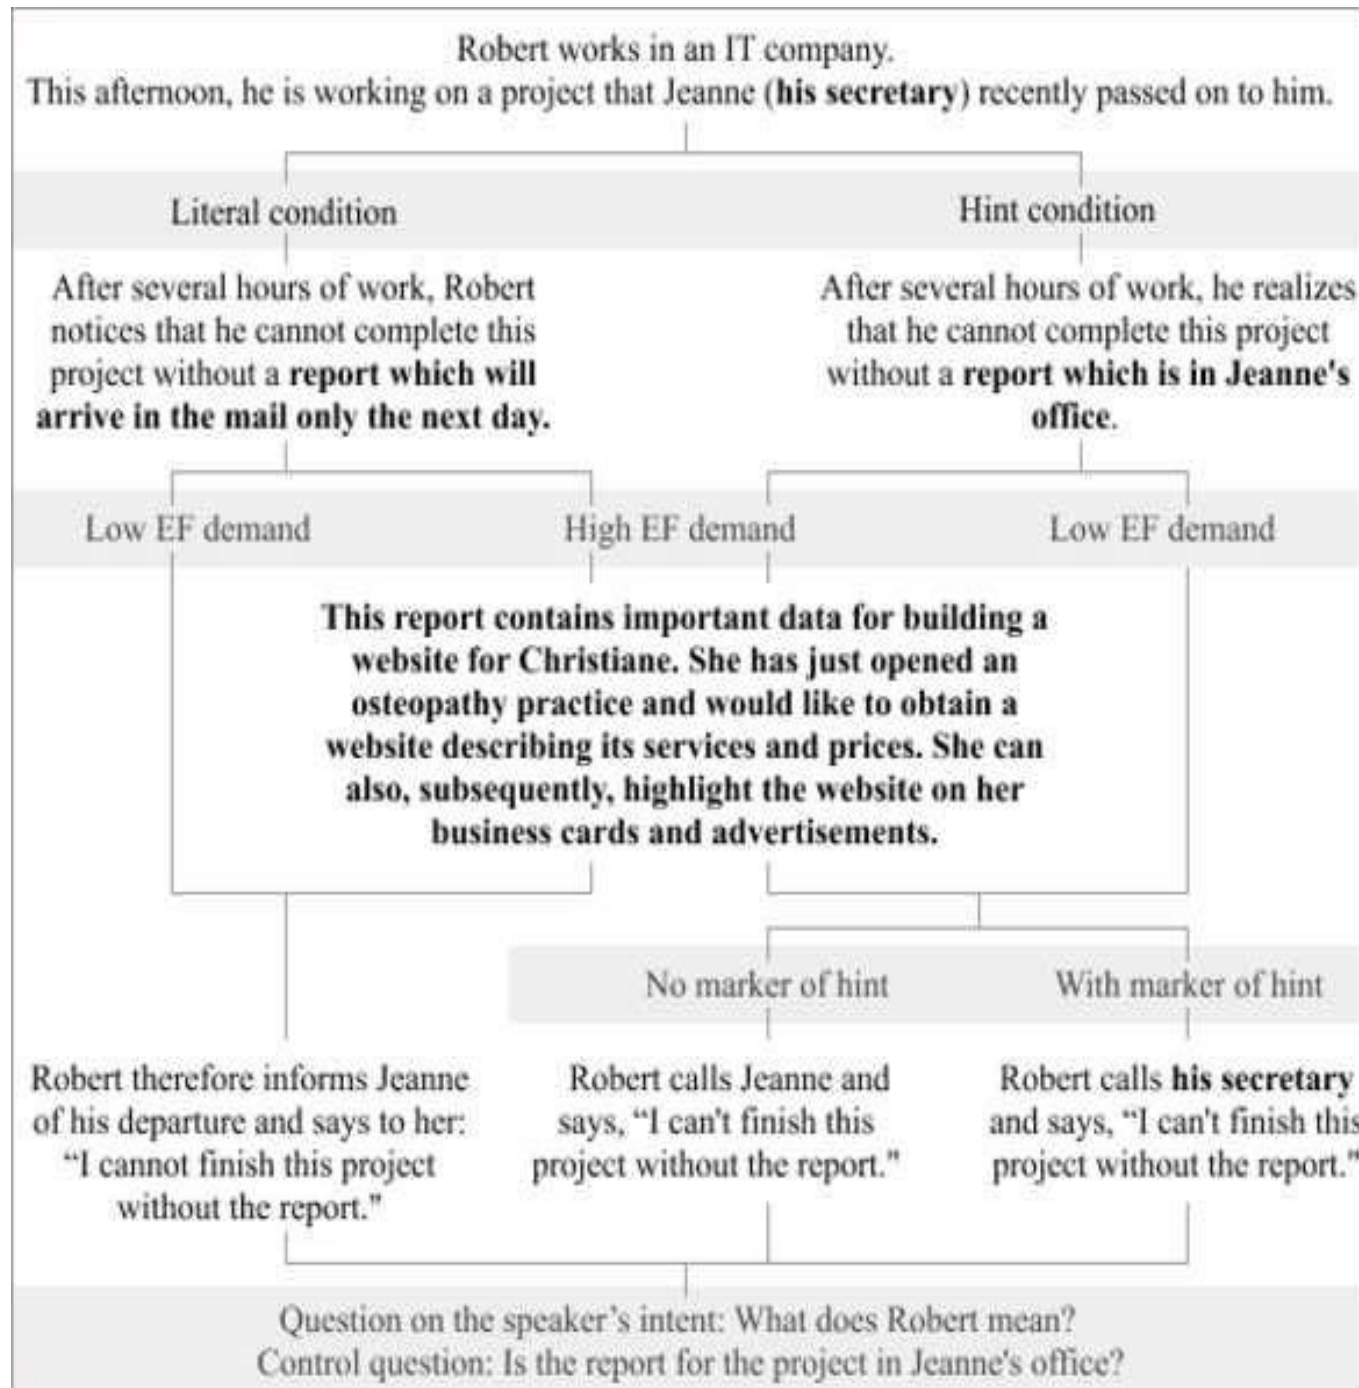 Robert works in an IT company.
This afternoon, he is working on a project that Jeanne (his secretary) recently passed on to him.
Literal condition
Hint condition
After several hours of work, Robert
notices that he cannot complete this
project without a report which will
arrive in the mail only the next day.
After several hours of work, he realizes
that he cannot complete this project
without a report which is in Jeanne's
office.
Low EF demand
High EF demand
Low EF demand
This report contains important data for building a
website for Christiane. She has just opened an
osteopathy practice and would like to obtain a
website describing its services and prices. She can
also, subsequently, highlight the website on her
business cards and advertisements.
No marker of hint
With marker of hint
Robert therefore informs Jeanne
of his departure and says to her:
“I cannot finish this project
without the report."
Robert calls Jeanne and
says, “I can't finish this
project without the report."
Robert calls his secretary
and says, “I can't finish this
project without the report."
Question on the speaker’s intent: What does Robert mean?
Control question: Is the report for the project in Jeanne's office?